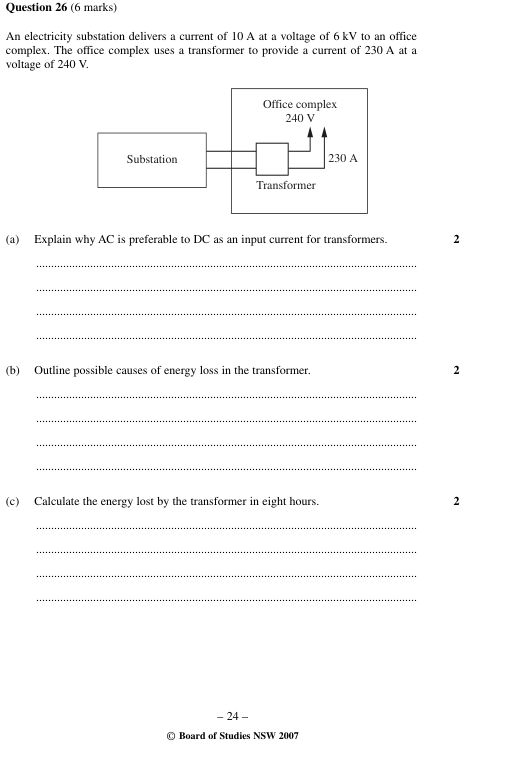 Question 26 (6 marks)
An electricity substation delivers a current of 10 A at a voltage of 6 kV to an office
complex. The office complex uses a transformer to provide a current of 230 A at a
voltage of 240 V.
Office complex
240 V
Substation
230 A
Transformer
(a) Explain why AC is preferable to DC as an input current for transformers. 2
(b) Outline possible causes of energy loss in the transformer. 2
(c) Calculate the energy lost by the transformer in eight hours. 2
– 24 –
© Board of Studies NSW 2007